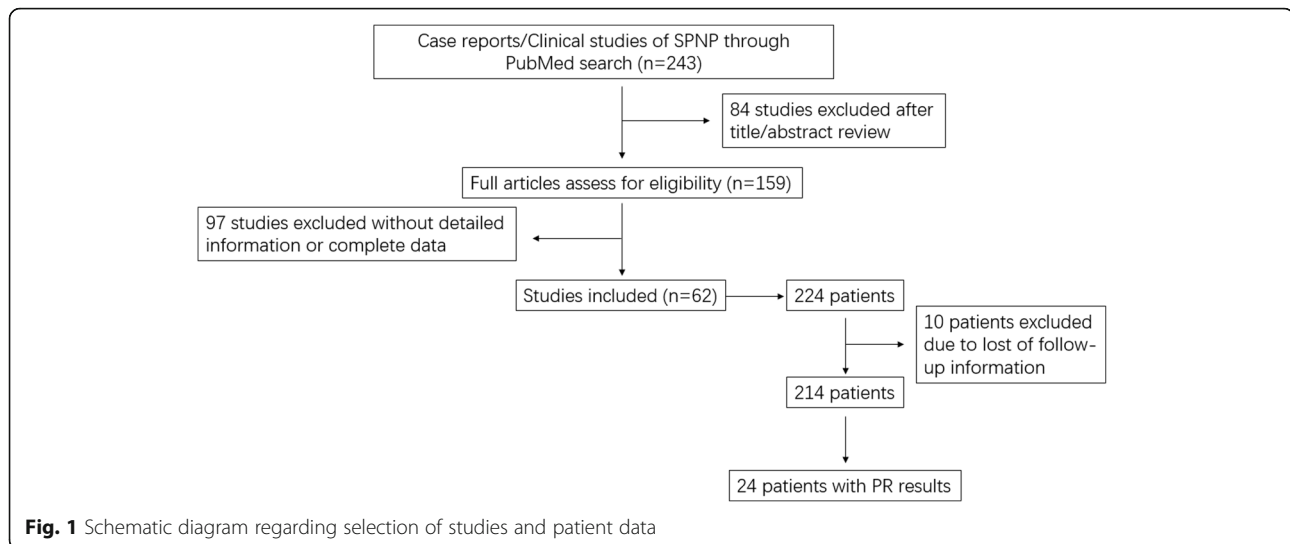 Case reports/Clinical studies of SPNP through
PubMed search (n=243)
84 studies excluded after
title/abstract review
Full articles assess for eligibility (n=159)
97 studies excluded without detailed
information or complete data
Studies included (n=62)
224 patients
10 patients excluded
due to lost of follow-
up information
214 patients
24 patients with PR results
Fig. 1 Schematic diagram regarding selection of studies and patient data